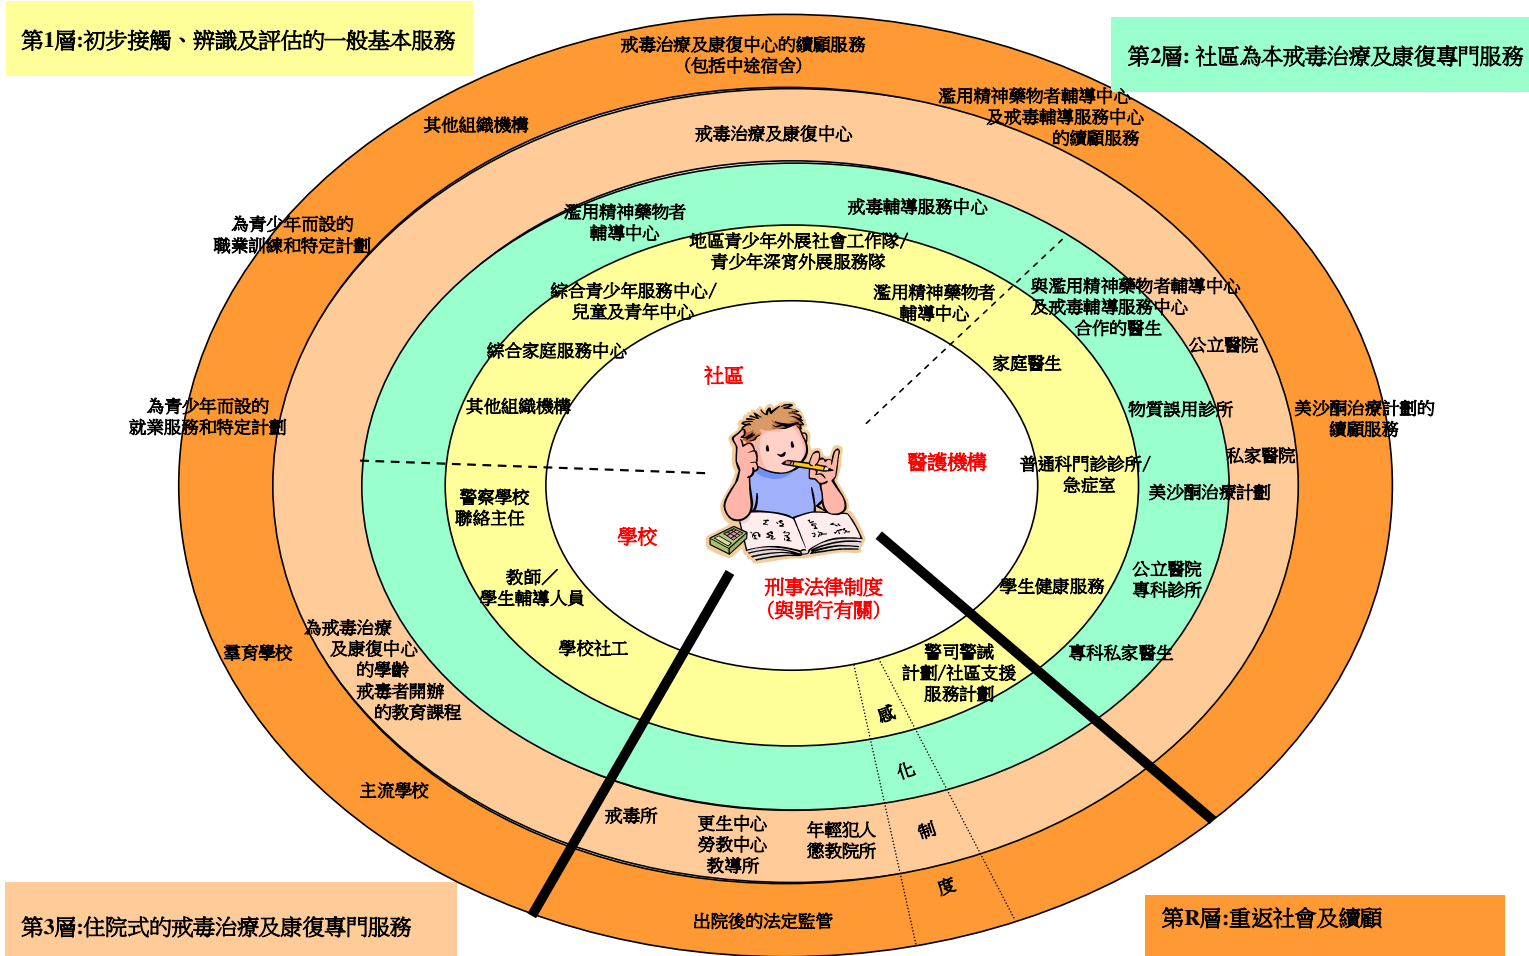 第1層:初步接觸、辨識及評估的一般基本服務
第2層: 社區為本戒毒治療及康復專門服務
戒毒治療及康復中心的續顧服務
(包括中途宿舍)
濫用精神藥物者輔導中心
及戒毒輔導服務中心
的續顧服務
其他組織機構
戒毒治療及康復中心
為青少年而設的
職業訓練和特定計劃
濫用精神藥物者
輔導中心
戒毒輔導服務中心
地區青少年外展社會工作隊/
青少年深宵外展服務隊
綜合青少年服務中心/
兒童及青年中心
濫用精神藥物者
輔導中心
與濫用精神藥物者輔導中心
及戒毒輔導服務中心
合作的醫生
公立醫院
綜合家庭服務中心
家庭醫生
社區
為青少年而設的
就業服務和特定計劃
其他組織機構
物質誤用診所
美沙酮治療計劃的
續顧服務
醫護機構
普通科門診診所/
急症室
私家醫院
美沙酮治療計劃
警察學校
聯絡主任
學校
教師／
學生輔導人員
刑事法律制度
(與罪行有關)
學生健康服務
公立醫院
專科診所
為戒毒治療
及康復中心
的學齡
戒毒者開辦
的教育課程
羣育學校
學校社工
警司警誡
計劃/社區支援
服務計劃
專科私家醫生
感
化
制
度
主流學校
戒毒所
更生中心
勞教中心
教導所
年輕犯人
懲教院所
出院後的法定監管
第3層:住院式的戒毒治療及康復專門服務
第R層:重返社會及續顧